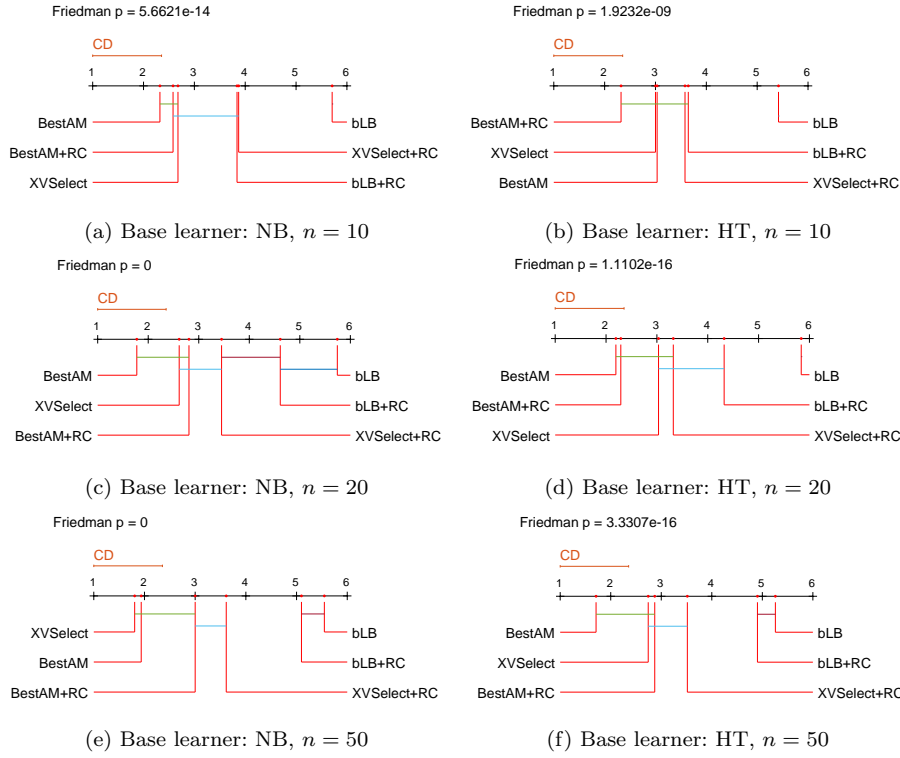 Friedman p = 5.6621e-14
CD
1 2 3 4 5 6
BestAM
bLB
BestAM+RC
XVSelect+RC
XVSelect
bLB+RC
(a) Base learner: NB, n = 10
Friedman p = 1.9232e-09
CD
1 2 3 4 5 6
BestAM+RC
bLB
XVSelect
bLB+RC
BestAM
XVSelect+RC
(b) Base learner: HT, n = 10
Friedman p = 0
CD
1 2 3 4 5 6
BestAM
bLB
XVSelect
bLB+RC
BestAM+RC
XVSelect+RC
(c) Base learner: NB, n = 20
Friedman p = 1.1102e-16
CD
1 2 3 4 5 6
BestAM
bLB
BestAM+RC
bLB+RC
XVSelect
XVSelect+RC
(d) Base learner: HT, n = 20
Friedman p = 0
CD
1 2 3 4 5 6
XVSelect
bLB
BestAM
bLB+RC
BestAM+RC
XVSelect+RC
(e) Base learner: NB, n = 50
Friedman p = 3.3307e-16
CD
1 2 3 4 5 6
BestAM
bLB
XVSelect
bLB+RC
BestAM+RC
XVSelect+RC
(f) Base learner: HT, n = 50